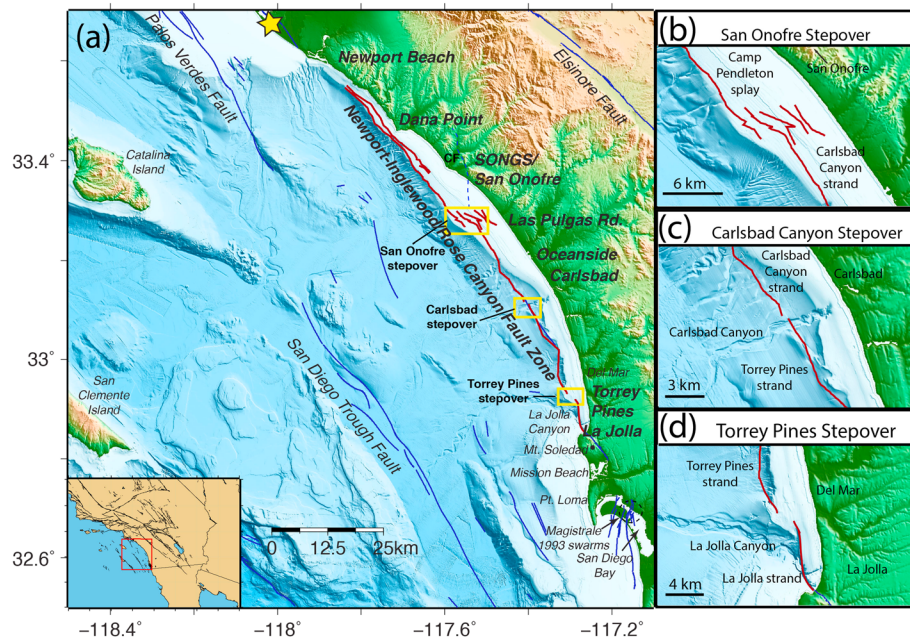 (a)
Palos Verdes Fault
Newport Beach
Elsinore Fault
Dana Point
33.4°
Catalina
Island
CF
SONGS/
San Onofre
Newport-Inglewood/Rose Canyon/Fault Zone
Las Pulgas Rd.
San Onofre
stepover
Oceanside
Carlsbad
Carlsbad
stepover
33°
San Diego Trough Fault
San
Clemente
Island
Del Mar
Torrey Pines
stepover
Torrey
Pines
La Jolla
Canyon
La Jolla
Mt. Soledad
Mission Beach
Pt. Loma
Magistrale
1993 swarms
San Diego
Bay
0 12.5 25km
32.6°
−118.4° −118° −117.6° −117.2°
(b)
San Onofre Stepover
Camp
Pendleton
splay
San Onofre
Carlsbad
Canyon
strand
6 km
(c)
Carlsbad Canyon Stepover
Carlsbad
Canyon
strand
Carlsbad
Carlsbad Canyon
Torrey Pines
strand
3 km
(d)
Torrey Pines Stepover
Torrey Pines
strand
Del Mar
La Jolla Canyon
La Jolla
La Jolla strand
4 km